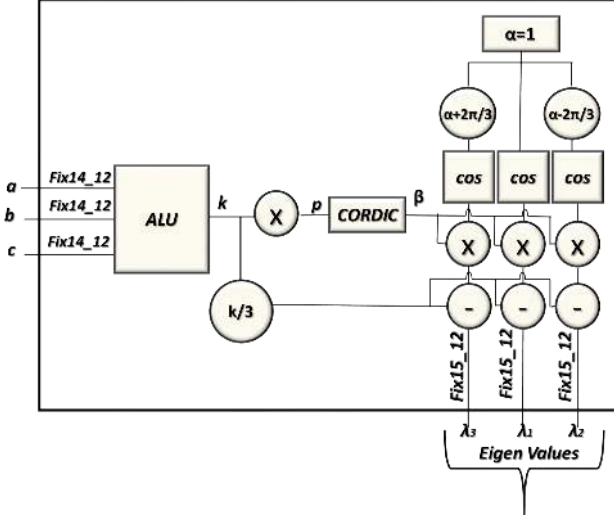 α=1
α+2π/3
α-2π/3
cos
cos
cos
a
Fix14_12
b
Fix14_12
c
Fix14_12
ALU
k
X
p
CORDIC
β
X
X
X
k/3
-
-
-
Fix15_12
Fix15_12
Fix15_12
λ3
λ1
λ2
Eigen Values